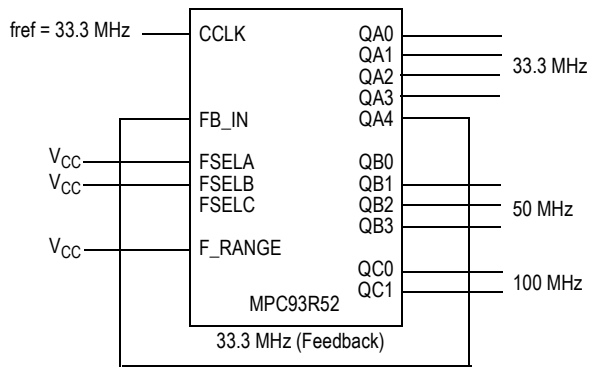 fref = 33.3 MHz
CCLK
QA0
QA1
QA2
QA3
QA4
33.3 MHz
FB_IN
VCC
FSELA
VCC
FSELB
FSELC
QB0
QB1
QB2
QB3
50 MHz
VCC
F_RANGE
QC0
QC1
100 MHz
MPC93R52
33.3 MHz (Feedback)